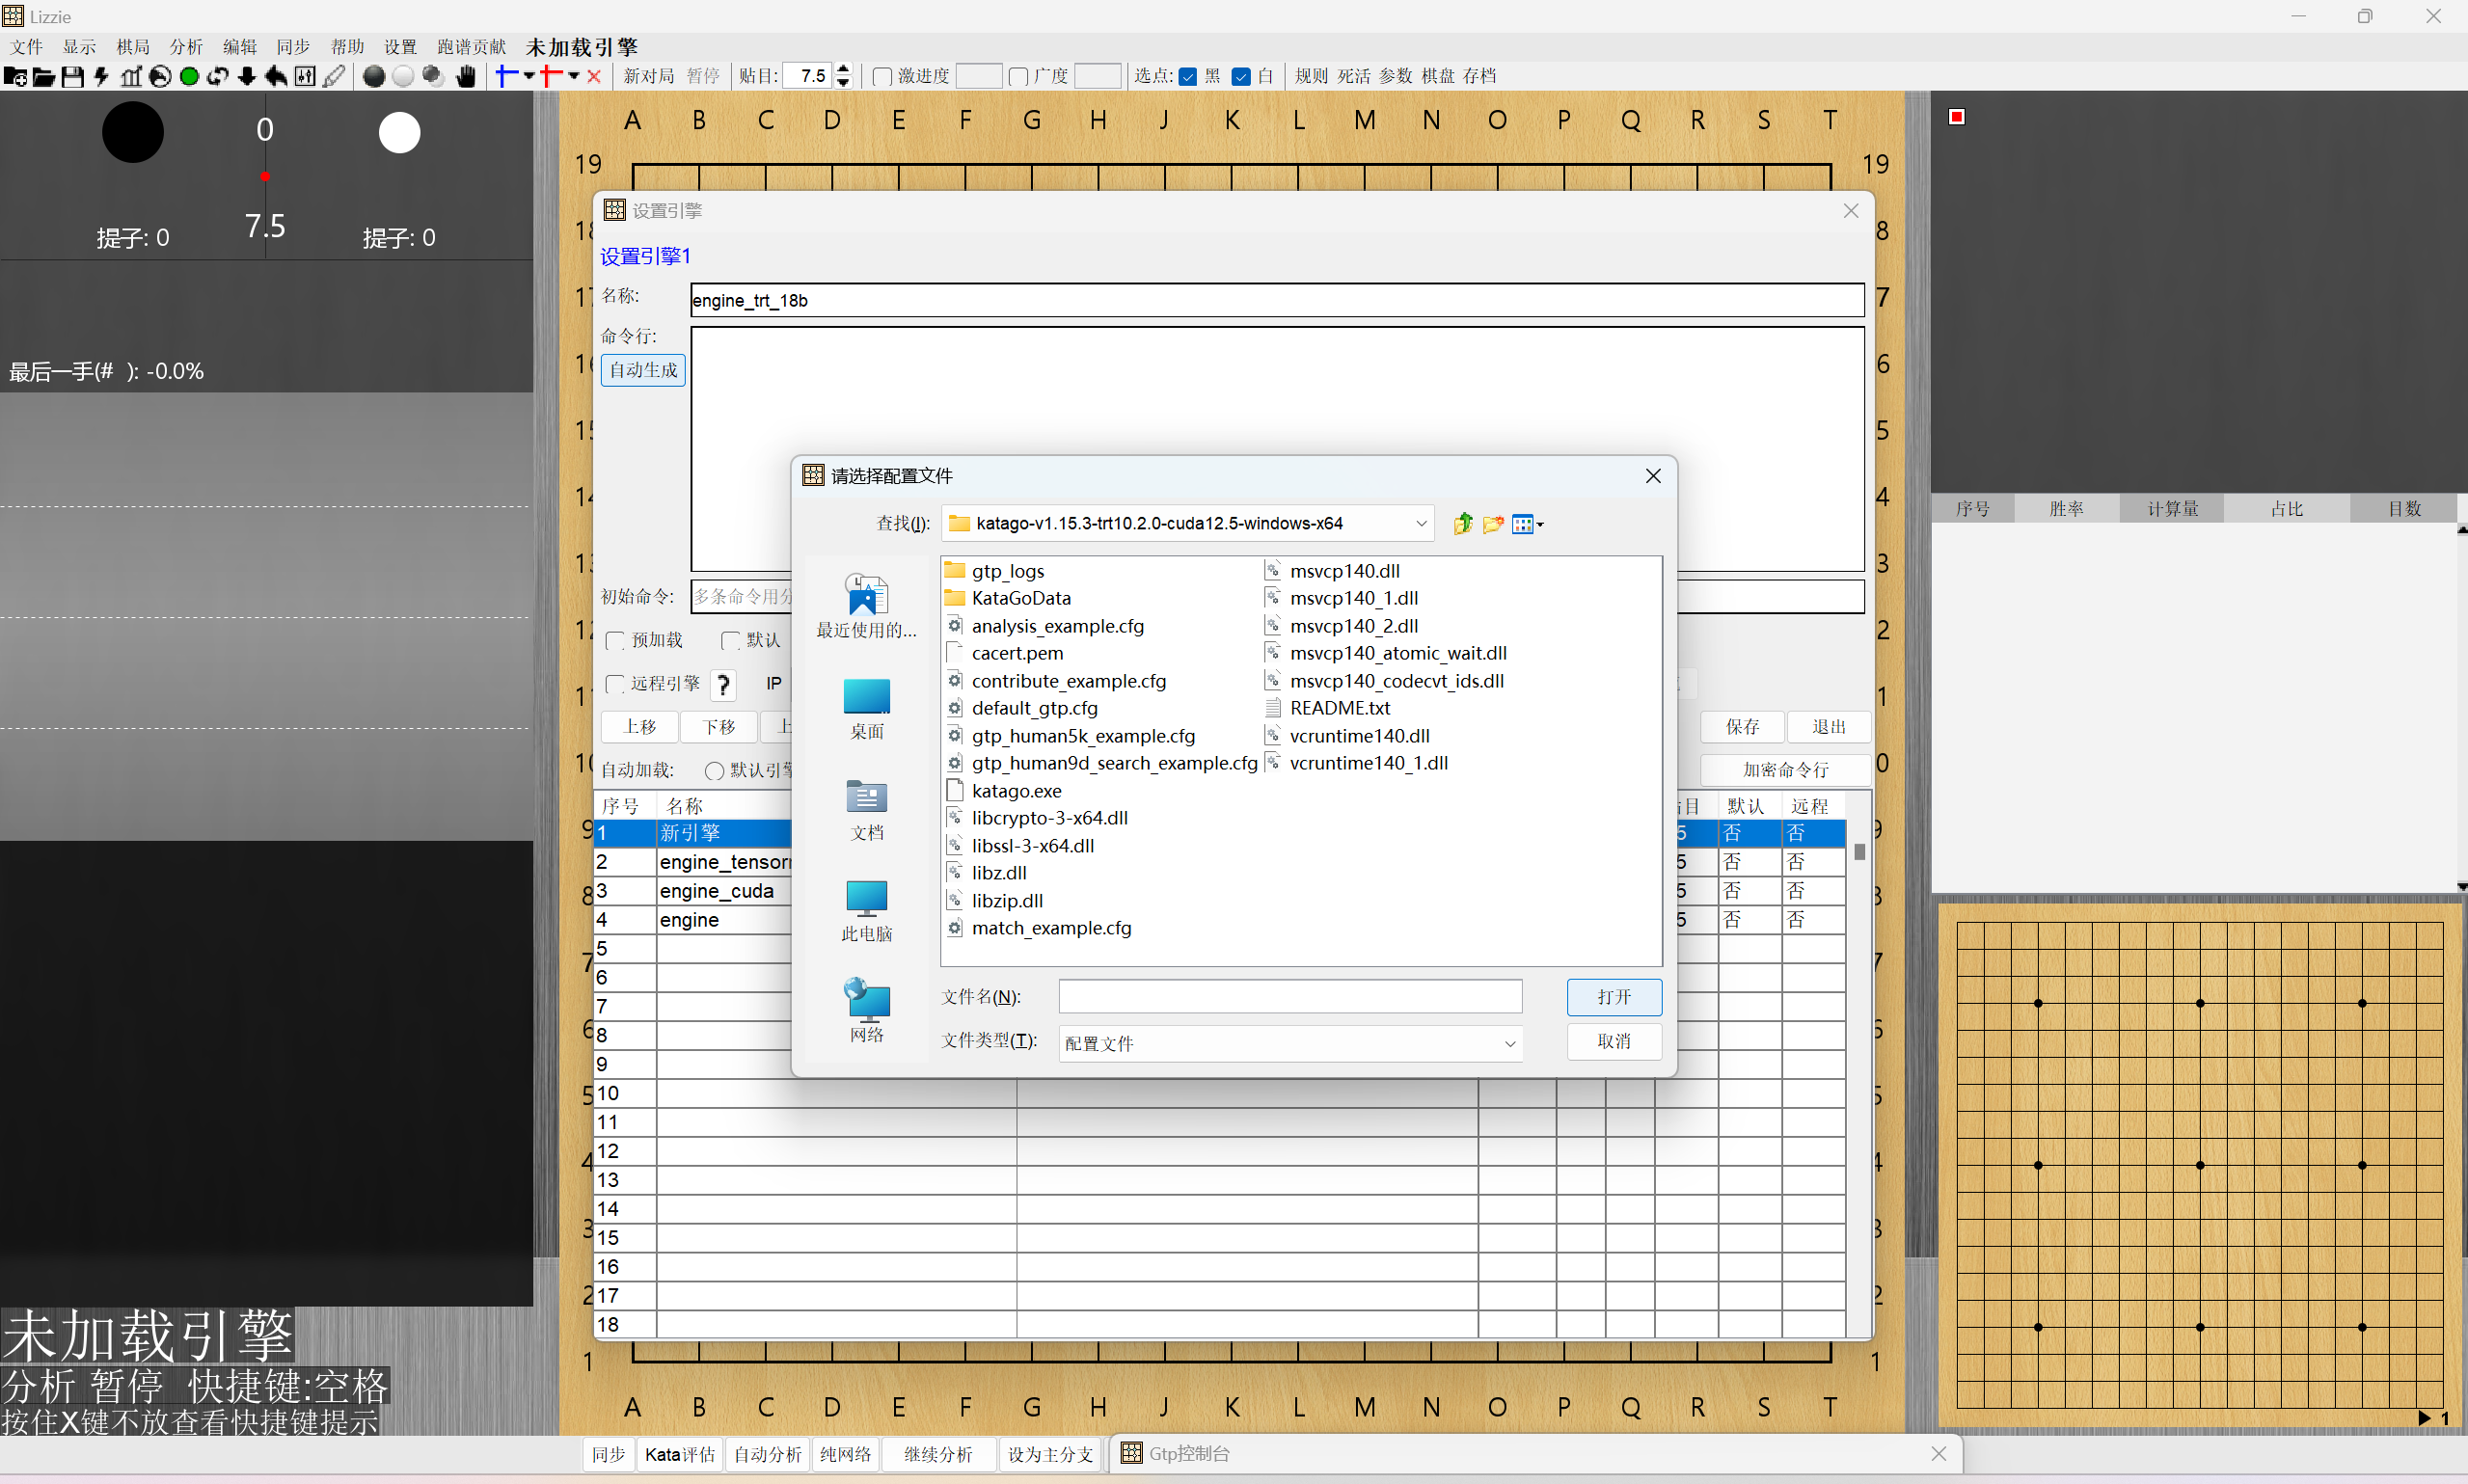 Lizzie
文件 显示 棋局 分析 编辑 同步 帮助 设置 跑谱贡献 未加载引擎
新对局 暂停 贴目: 7.5 激进度 广度 选点: 黑 白 规则 死活 参数 棋盘 存档
0
7.5
提子: 0
提子: 0
最后一手(# ): -0.0%
A B C D E F G H J K L M N O P Q R S T
19 19
设置引擎
设置引擎1
名称: engine_trt_18b
命令行:
自动生成
初始命令: 多条命令用分
预加载 默认
远程引擎 ? IP
上移 下移 上
保存 退出
自动加载: 默认引擎
加密命令行
请选择配置文件
查找(I): katago-v1.15.3-trt10.2.0-cuda12.5-windows-x64
最近使用的...
桌面
文档
此电脑
网络
gtp_logs
KataGoData
analysis_example.cfg
cacert.pem
contribute_example.cfg
default_gtp.cfg
gtp_human5k_example.cfg
gtp_human9d_search_example.cfg
katago.exe
libcrypto-3-x64.dll
libssl-3-x64.dll
libz.dll
libzip.dll
match_example.cfg
msvcp140.dll
msvcp140_1.dll
msvcp140_2.dll
msvcp140_atomic_wait.dll
msvcp140_codecvt_ids.dll
README.txt
vcruntime140.dll
vcruntime140_1.dll
文件名(N): 打开
文件类型(T): 配置文件 取消
序号 名称 目 默认 远程
1 新引擎 5 否 否
2 engine_tensorr 5 否 否
3 engine_cuda 5 否 否
4 engine 5 否 否
5
6
7
8
9
10
11
12
13
14
15
16
17
18
1 1
A B C D E F G H J K L M N O P Q R S T
序号 胜率 计算量 占比 目数
1
未加载引擎
分析 暂停 快捷键:空格
按住X键不放查看快捷键提示
同步 Kata评估 自动分析 纯网络 继续分析 设为主分支
Gtp控制台